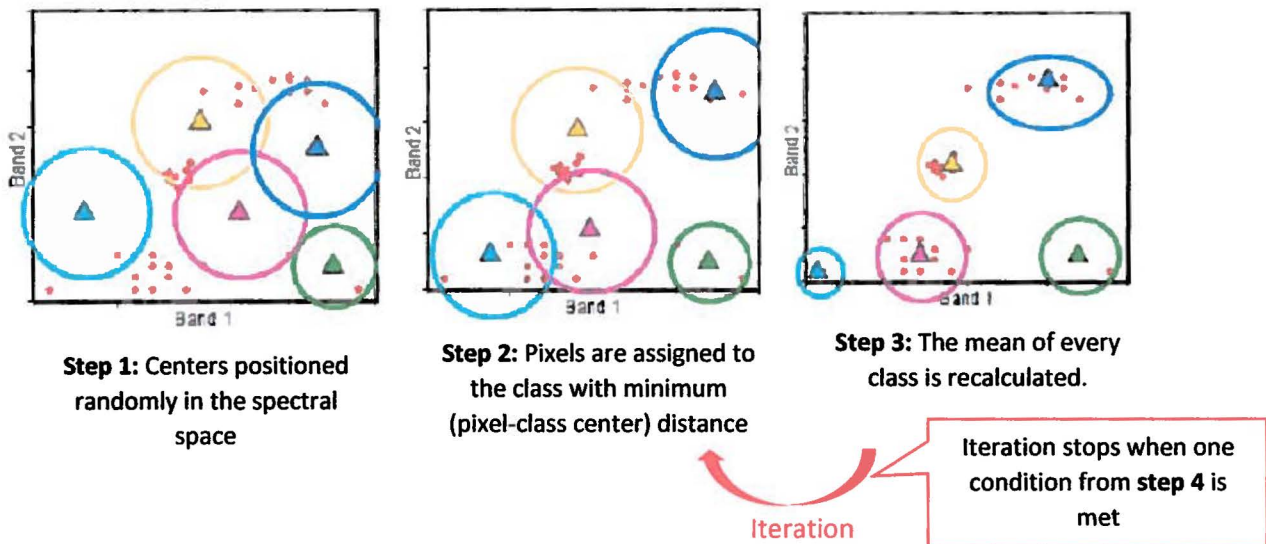 Band 2
Band 1
Step 1: Centers positioned
randomly in the spectral
space
Band 2
Band 1
Step 2: Pixels are assigned to
the class with minimum
(pixel-class center) distance
Band 2
Band 1
Step 3: The mean of every
class is recalculated.
Iteration
Iteration stops when one
condition from step 4 is
met